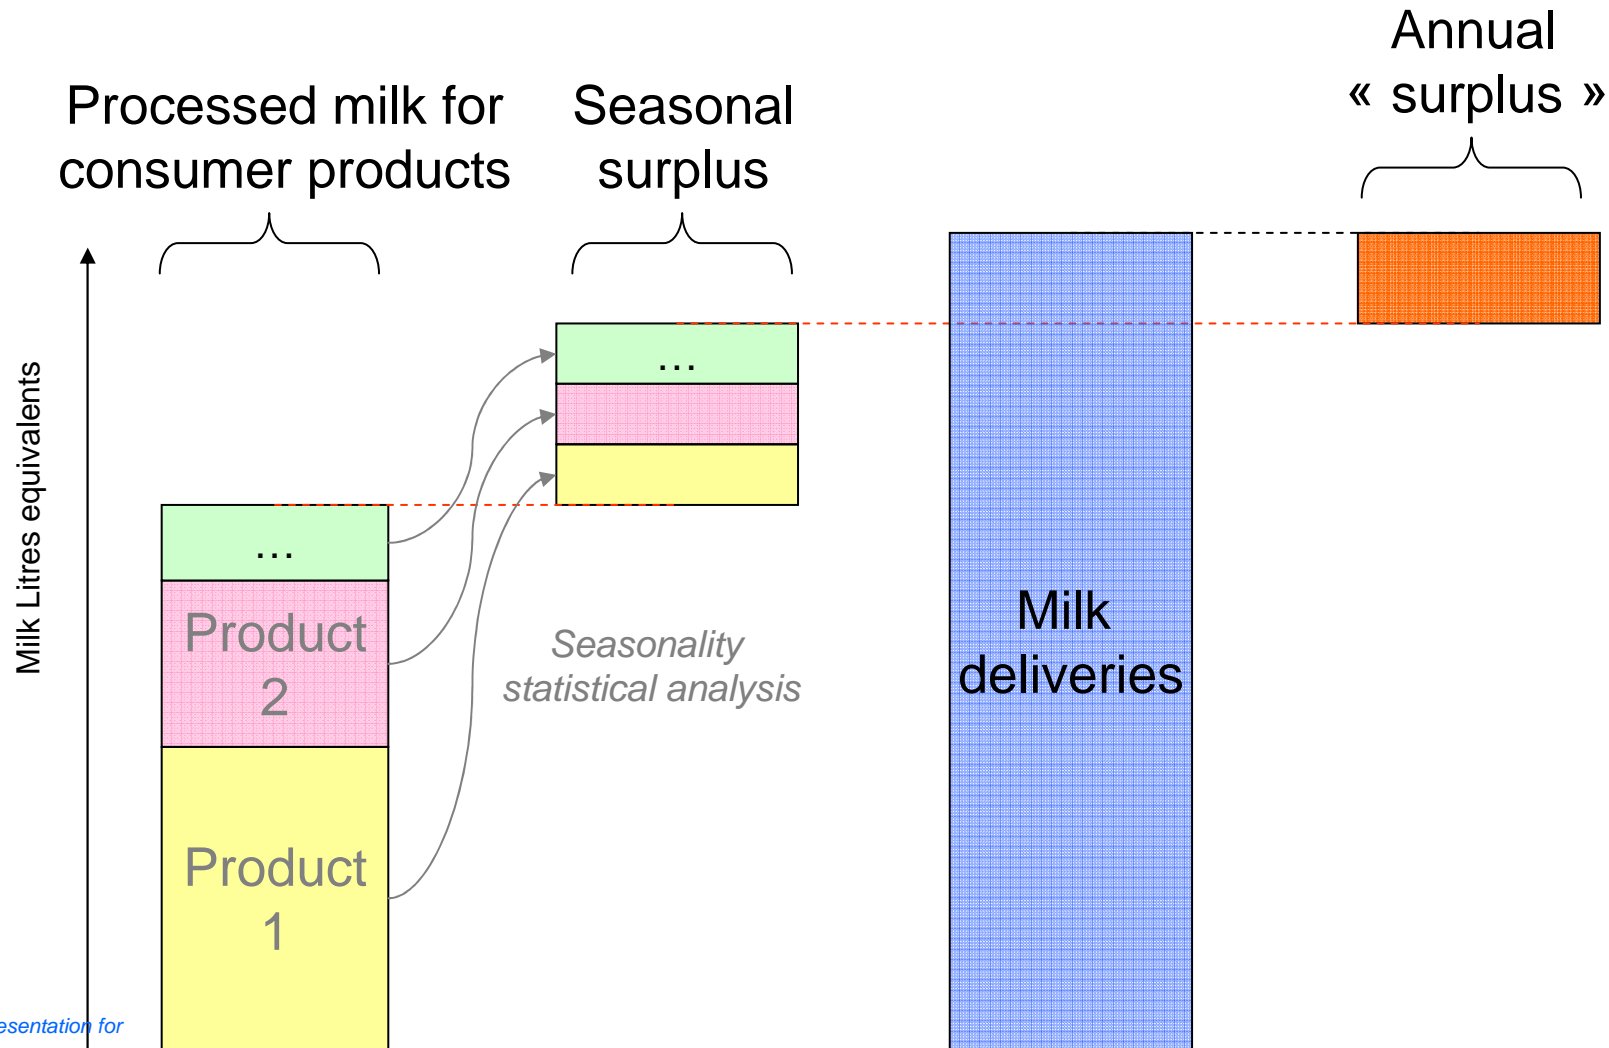 Annual
« surplus »
Processed milk for
consumer products
Seasonal
surplus
Milk Litres equivalents
...
...
Product
2
Product
1
Seasonality
statistical analysis
Milk
deliveries
for